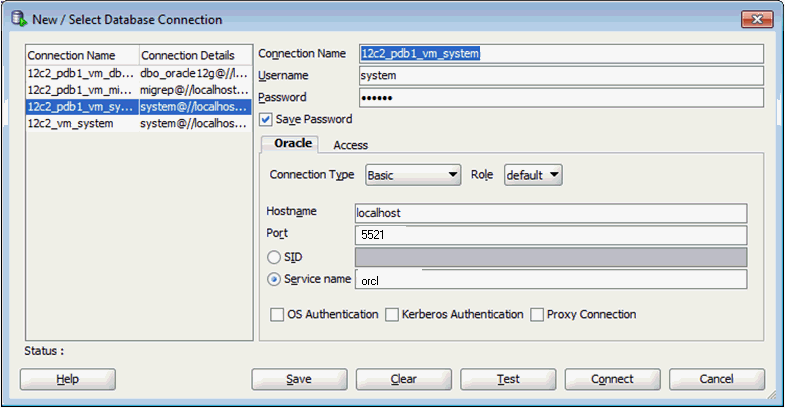 New / Select Database Connection
Connection Name Connection Details
12c2_pdb1_vm_db... dbo_oracle12g@//l...
12c2_pdb1_vm_mi... migrep@//localhost...
12c2_pdb1_vm_sy... system@//localhos...
12c2_vm_system system@//localhos...
Connection Name 12c2_pdb1_vm_system
Username system
Password ••••••
Save Password
Oracle Access
Connection Type Basic Role default
Hostname localhost
Port 5521
SID
Service name orcl
OS Authentication Kerberos Authentication Proxy Connection
Status :
Help Save Clear Test Connect Cancel